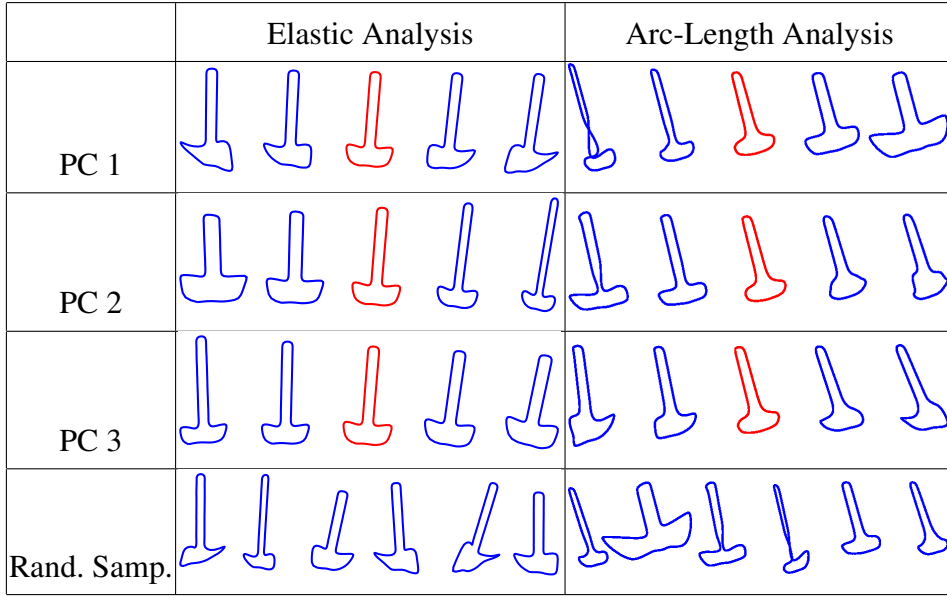 Elastic Analysis
Arc-Length Analysis
PC 1
PC 2
PC 3
Rand. Samp.